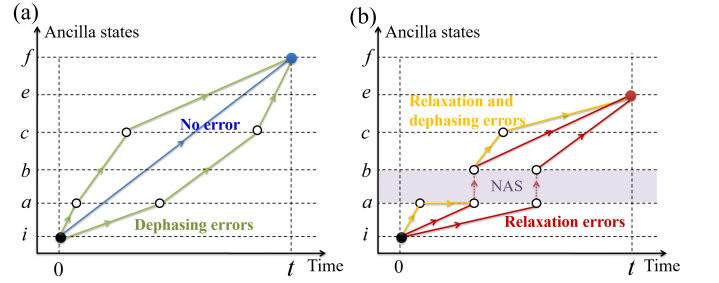 (a)
Ancilla states
f
e
c
b
a
i
No error
Dephasing errors
0
t
Time
(b)
Ancilla states
f
e
c
b
a
i
Relaxation and
dephasing errors
NAS
Relaxation errors
0
t
Time